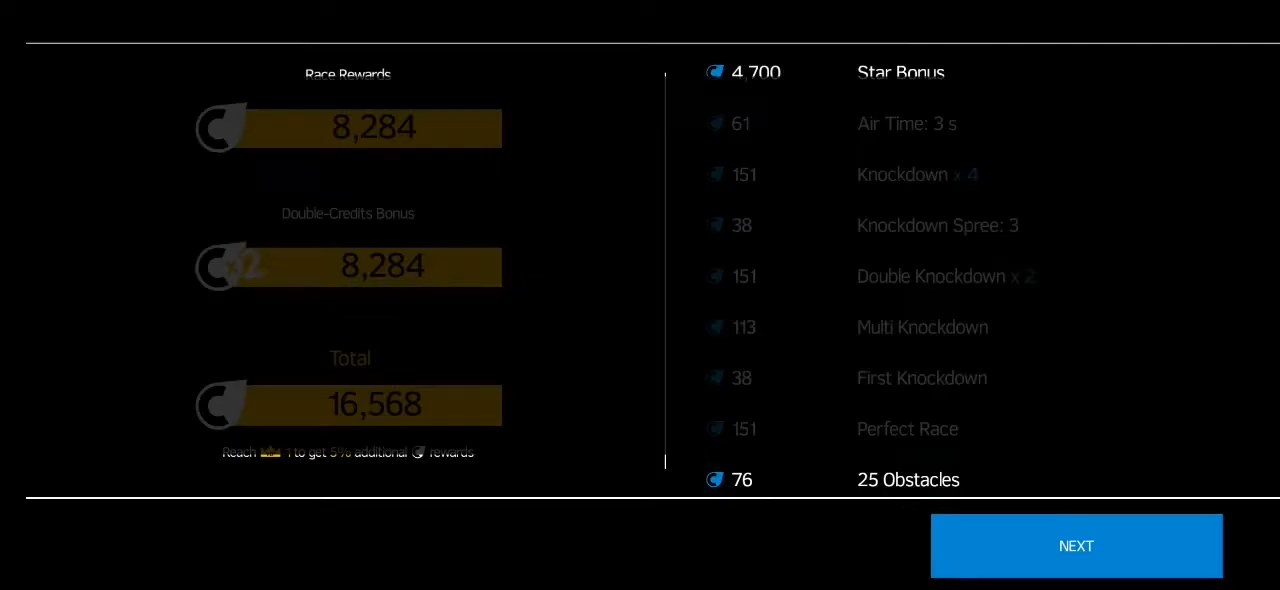 Race Rewards
8,284
Double-Credits Bonus
x2
8,284
Total
16,568
Reach 1 to get 5% additional rewards
4,700 Star Bonus
61 Air Time: 3 s
151 Knockdown x 4
38 Knockdown Spree: 3
151 Double Knockdown x 2
113 Multi Knockdown
38 First Knockdown
151 Perfect Race
76 25 Obstacles
NEXT